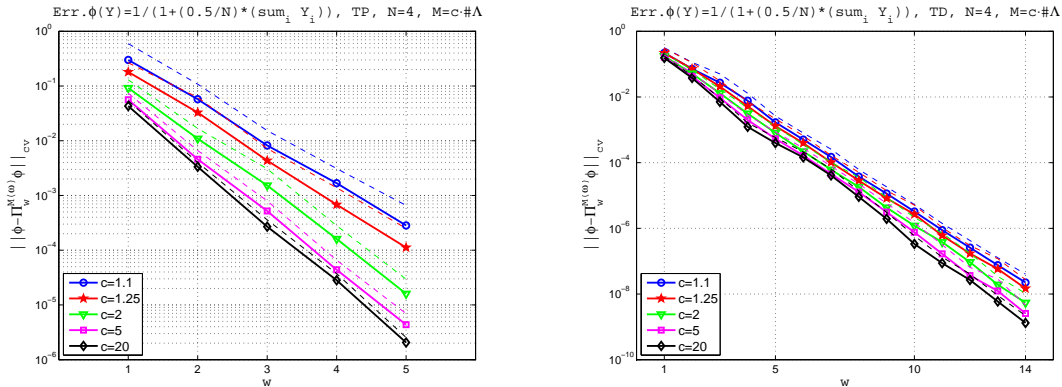 Err.ϕ(Y)=1/(1+(0.5/N)*(sum_i Y_i)), TP, N=4, M=c·#Λ
10^0
10^-1
10^-2
10^-3
10^-4
10^-5
10^-6
||ϕ-Π_w^M(ω) ϕ||_cv
c=1.1
c=1.25
c=2
c=5
c=20
1 2 3 4 5
w
Err.ϕ(Y)=1/(1+(0.5/N)*(sum_i Y_i)), TD, N=4, M=c·#Λ
10^0
10^-2
10^-4
10^-6
10^-8
10^-10
||ϕ-Π_w^M(ω) ϕ||_cv
c=1.1
c=1.25
c=2
c=5
c=20
1 5 10 14
w